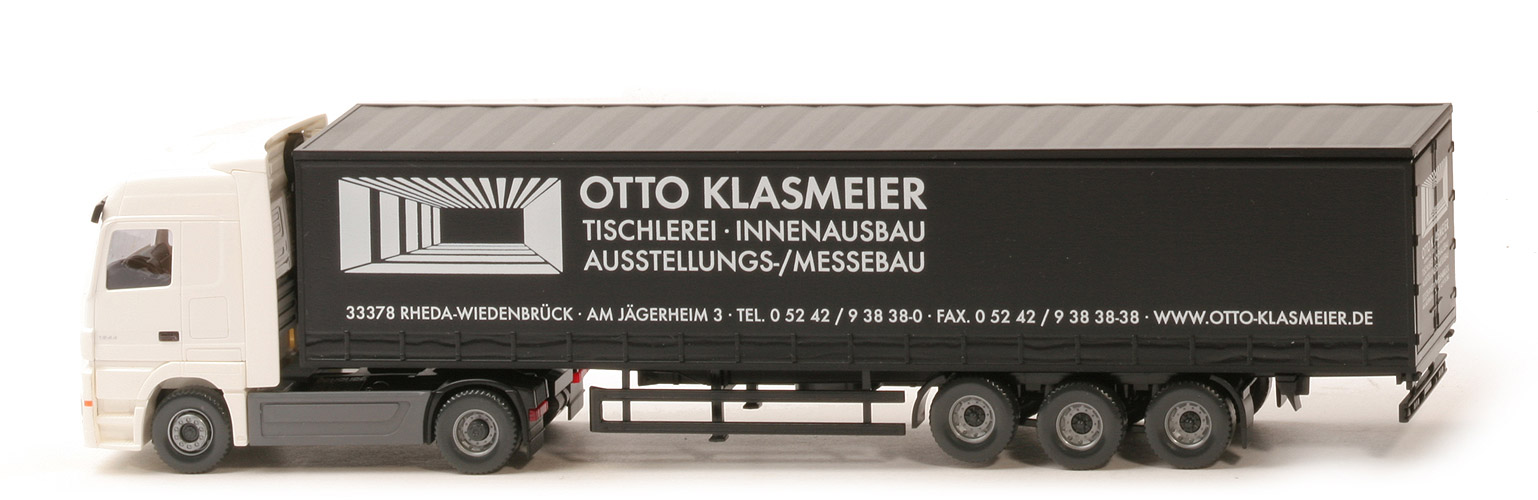 OTTO KLASMEIER
TISCHLEREI · INNENAUSBAU
AUSSTELLUNGS-/MESSEBAU
33378 RHEDA-WIEDENBRÜCK · AM JÄGERHEIM 3 · TEL. 0 52 42 / 9 38 38-0 · FAX. 0 52 42 / 9 38 38-38 · WWW.OTTO-KLASMEIER.DE